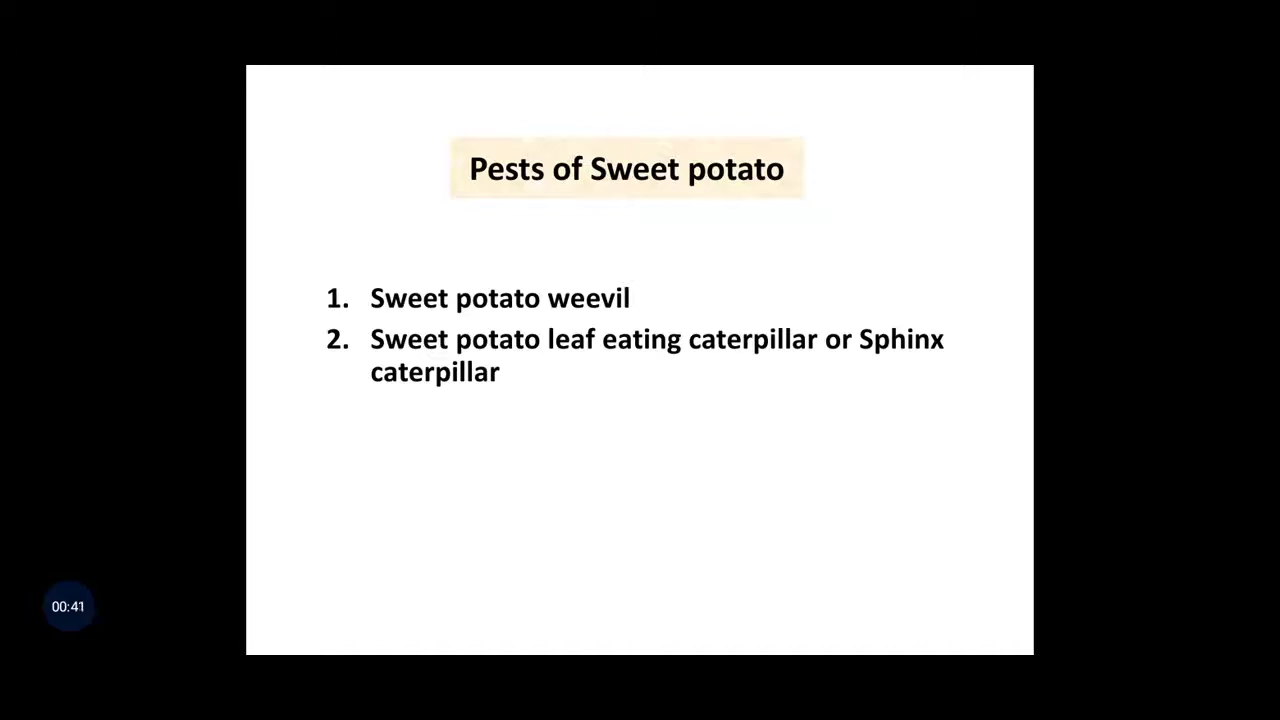 Pests of Sweet potato
1. Sweet potato weevil
2. Sweet potato leaf eating caterpillar or Sphinx
caterpillar
00:41